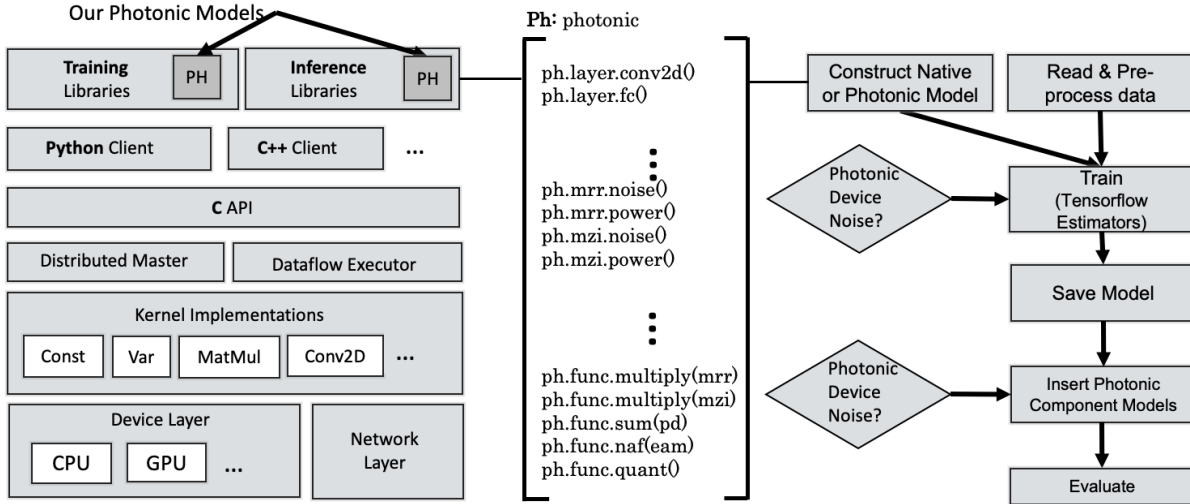 Our Photonic Models
Training
Libraries
PH
Inference
Libraries
PH
Python Client
C++ Client
...
C API
Distributed Master
Dataflow Executor
Kernel Implementations
Const
Var
MatMul
Conv2D
...
Device Layer
CPU
GPU
...
Network
Layer
Ph: photonic
ph.layer.conv2d()
ph.layer.fc()
ph.mrr.noise()
ph.mrr.power()
ph.mzi.noise()
ph.mzi.power()
ph.func.multiply(mrr)
ph.func.multiply(mzi)
ph.func.sum(pd)
ph.func.naf(eam)
ph.func.quant()
Construct Native
or Photonic Model
Read & Pre-
process data
Photonic
Device
Noise?
Train
(Tensorflow
Estimators)
Save Model
Photonic
Device
Noise?
Insert Photonic
Component Models
Evaluate